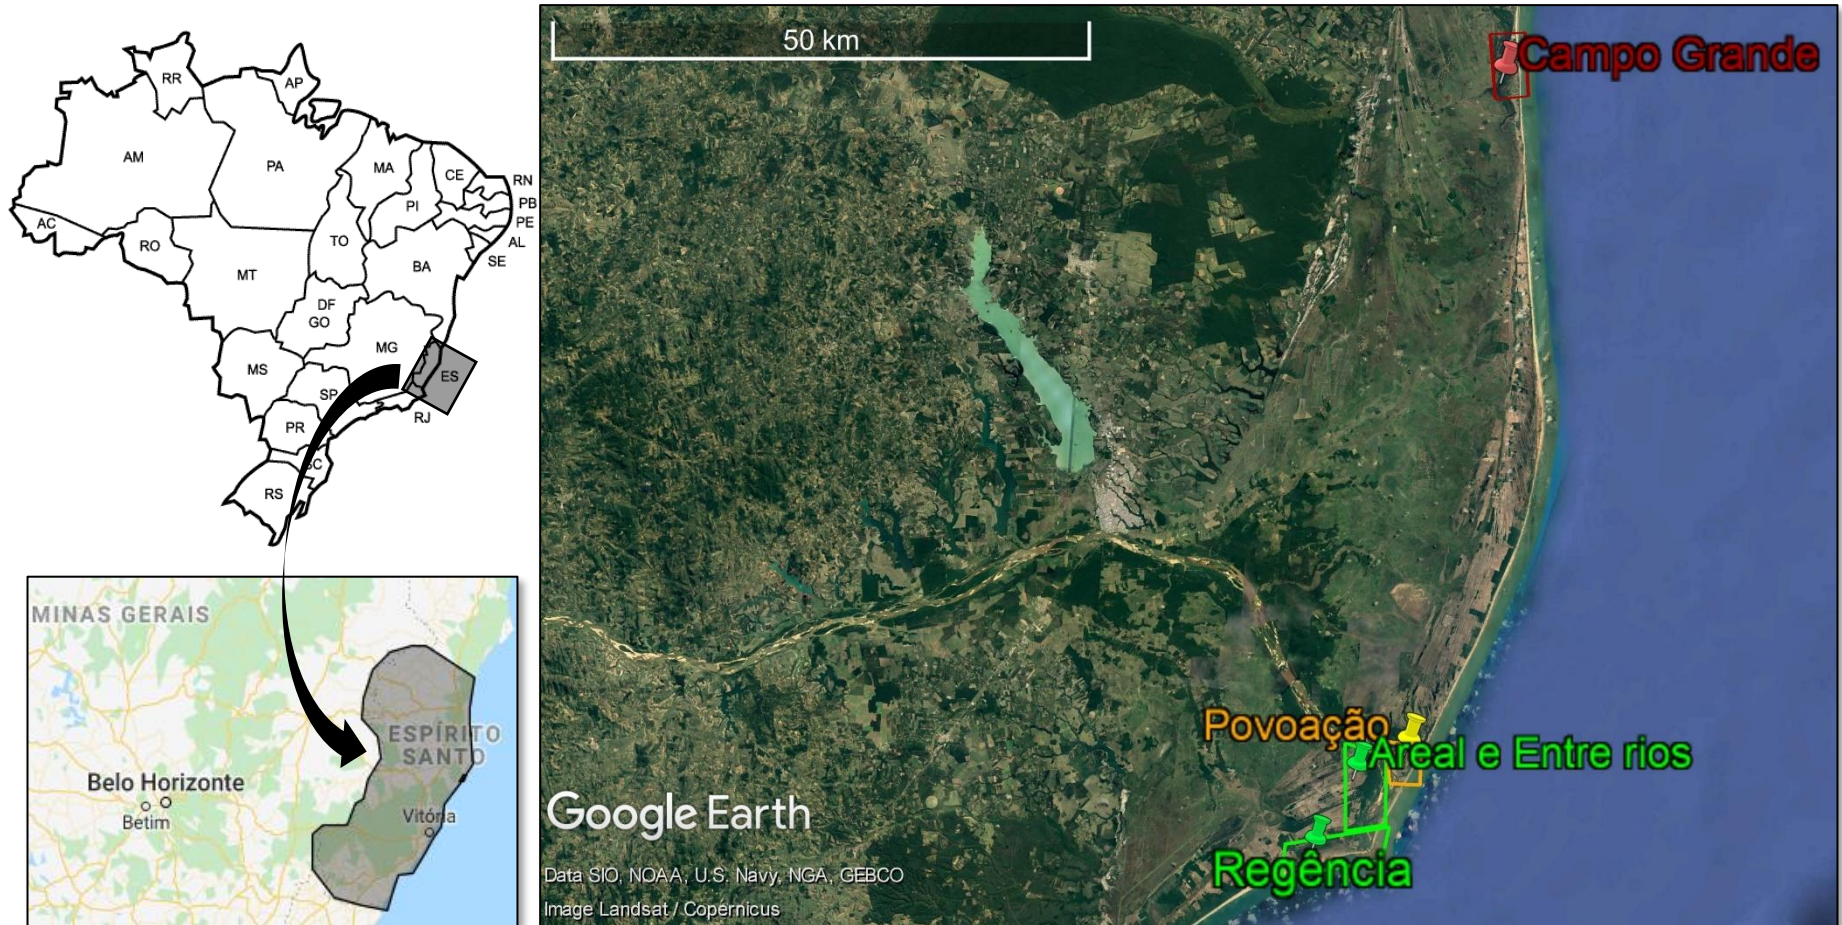 RR
AP
AM
PA
MA
CE
RN
PB
PI
PE
AC
AL
RO
TO
SE
MT
BA
DF
GO
MG
MS
ES
SP
RJ
PR
SC
RS
MINAS GERAIS
ESPÍRITO
SANTO
Belo Horizonte
Betim
Vitória
50 km
Campo Grande
Povoação
Areal e Entre rios
Regência
Google Earth
Data SIO, NOAA, U.S. Navy, NGA, GEBCO
Image Landsat / Copernicus